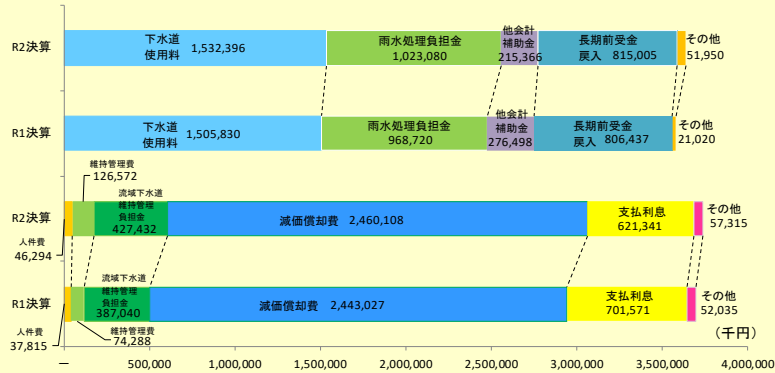 R2決算
下水道
使用料
1,532,396
雨水処理負担金
1,023,080
他会計
補助金
215,366
長期前受金
戻入 815,005
その他
51,950
R1決算
下水道
使用料
1,505,830
雨水処理負担金
968,720
他会計
補助金
276,498
長期前受金
戻入 806,437
その他
21,020
維持管理費
126,572
R2決算
人件費
46,294
流域下水道
維持管理
負担金
427,432
減価償却費 2,460,108
支払利息
621,341
その他
57,315
R1決算
人件費
37,815
流域下水道
維持管理
負担金
387,040
維持管理費
74,288
減価償却費 2,443,027
支払利息
701,571
その他
52,035
(千円)
— 500,000 1,000,000 1,500,000 2,000,000 2,500,000 3,000,000 3,500,000 4,000,000